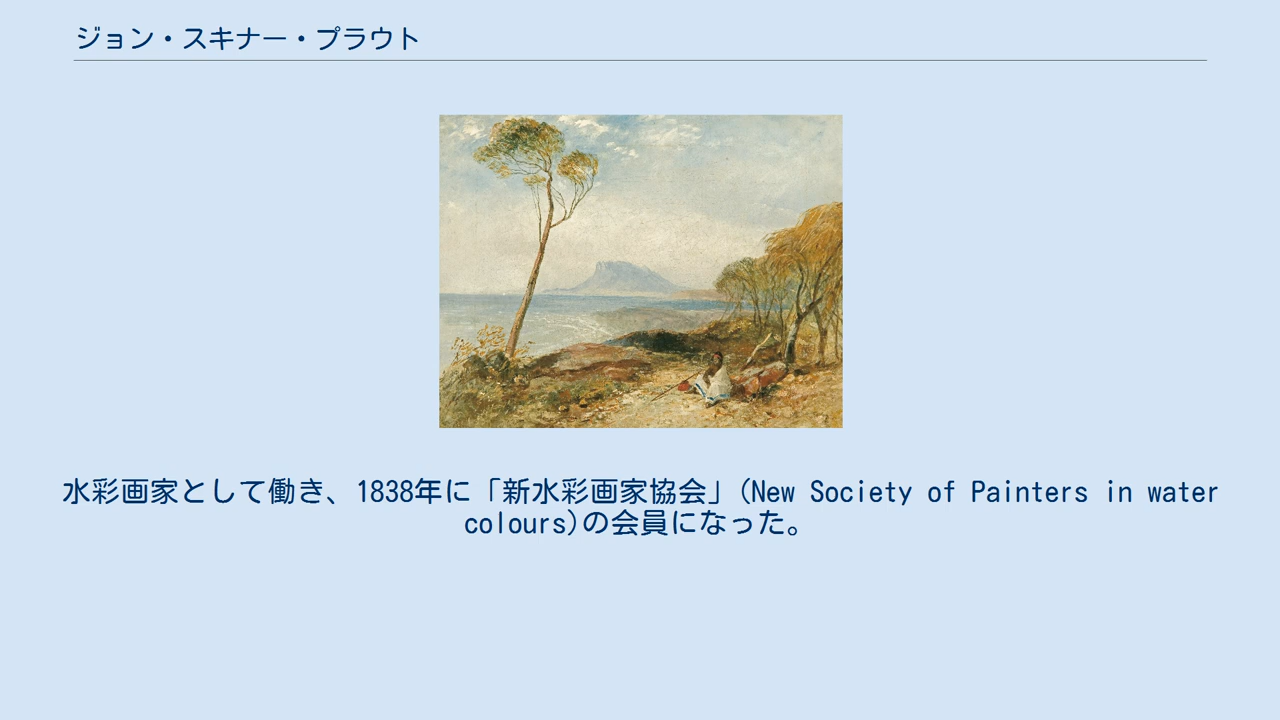 ジョン・スキナー・プラウト
水彩画家として働き、1838年に「新水彩画家協会」(New Society of Painters in water
colours)の会員になった。